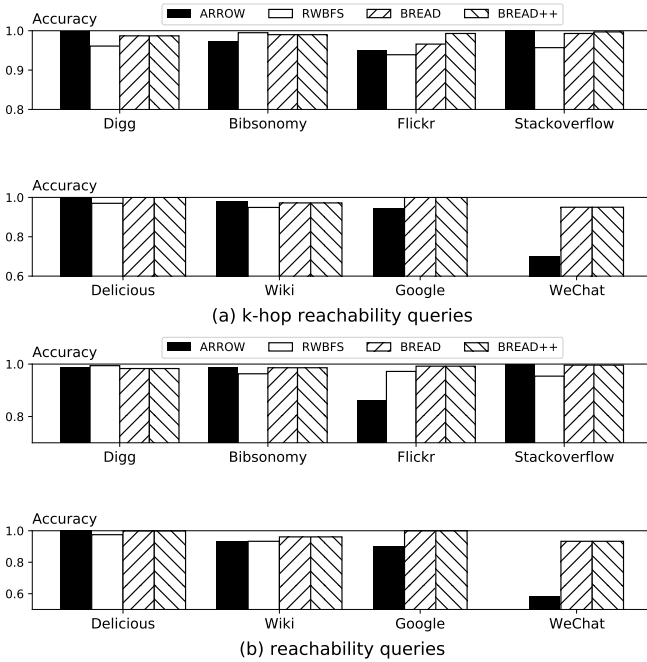 ARROW RWBFS BREAD BREAD++
Accuracy
1.0
0.9
0.8
Digg Bibsonomy Flickr Stackoverflow
Accuracy
1.0
0.8
0.6
Delicious Wiki Google WeChat
(a) k-hop reachability queries
ARROW RWBFS BREAD BREAD++
Accuracy
1.0
0.8
Digg Bibsonomy Flickr Stackoverflow
Accuracy
1.0
0.8
0.6
Delicious Wiki Google WeChat
(b) reachability queries